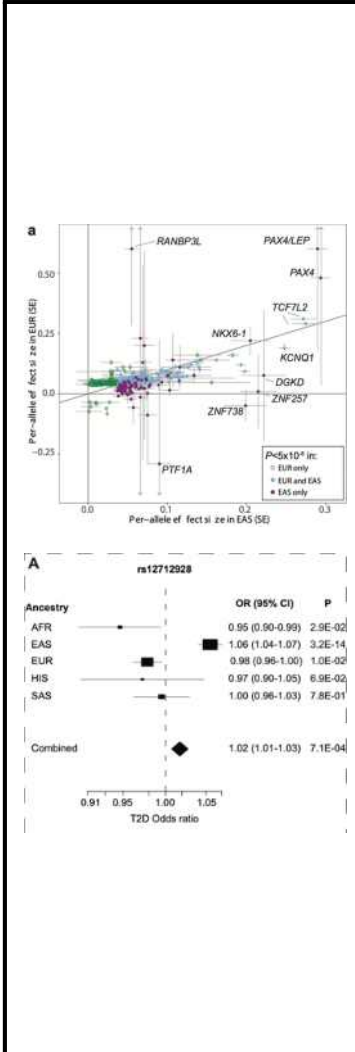 a
RANBP3L
PAX4/LEP
PAX4
TCF7L2
NKX6-1
KCNQ1
DGKD
ZNF257
ZNF738
PTF1A
0.50
0.25
0.00
−0.25
Per-allele ef fect si ze in EUR (SE)
P<5x10⁻⁸ in:
EUR only
EUR and EAS
EAS only
0.0 0.1 0.2 0.3
Per-allele ef fect si ze in EAS (SE)
A
rs12712928
Ancestry OR (95% CI) P
AFR 0.95 (0.90-0.99) 2.9E-02
EAS 1.06 (1.04-1.07) 3.2E-14
EUR 0.98 (0.96-1.00) 1.0E-02
HIS 0.97 (0.90-1.05) 6.9E-02
SAS 1.00 (0.96-1.03) 7.8E-01
Combined 1.02 (1.01-1.03) 7.1E-04
0.91 0.95 1.00 1.05
T2D Odds ratio